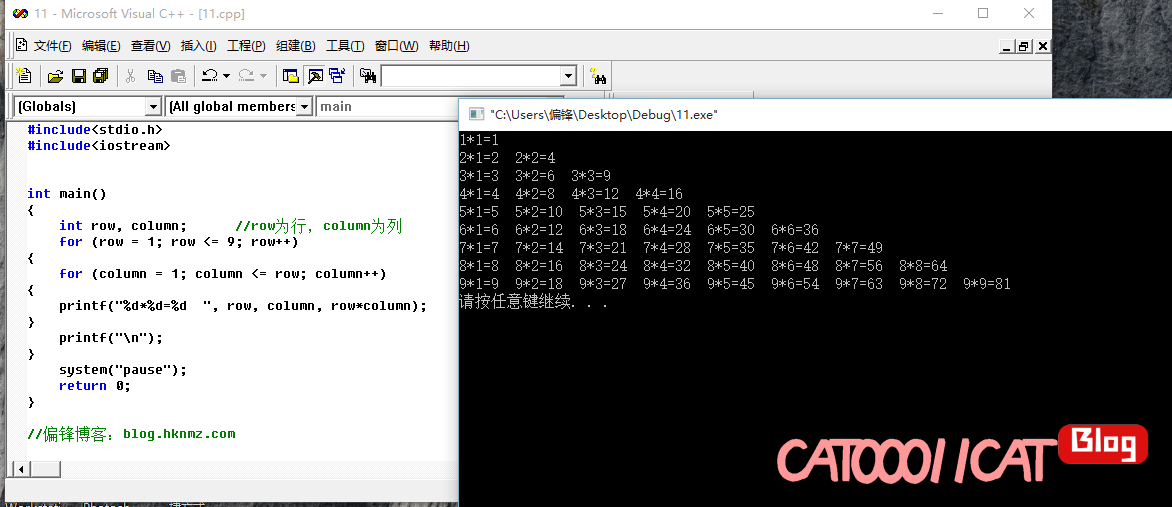 11 - Microsoft Visual C++ - [11.cpp]
文件(F) 编辑(E) 查看(V) 插入(I) 工程(P) 组建(B) 工具(T) 窗口(W) 帮助(H)
(Globals) (All global members main
#include<stdio.h>
#include<iostream>
int main()
{
int row, column; //row为行，column为列
for (row = 1; row <= 9; row++)
{
for (column = 1; column <= row; column++)
{
printf("%d*%d=%d  ", row, column, row*column);
}
printf("\n");
}
system("pause");
return 0;
}
//偏锋博客：blog.hknmz.com
"C:\Users\偏锋\Desktop\Debug\11.exe"
1*1=1
2*1=2  2*2=4
3*1=3  3*2=6  3*3=9
4*1=4  4*2=8  4*3=12  4*4=16
5*1=5  5*2=10  5*3=15  5*4=20  5*5=25
6*1=6  6*2=12  6*3=18  6*4=24  6*5=30  6*6=36
7*1=7  7*2=14  7*3=21  7*4=28  7*5=35  7*6=42  7*7=49
8*1=8  8*2=16  8*3=24  8*4=32  8*5=40  8*6=48  8*7=56  8*8=64
9*1=9  9*2=18  9*3=27  9*4=36  9*5=45  9*6=54  9*7=63  9*8=72  9*9=81
请按任意键继续. . .
Blog